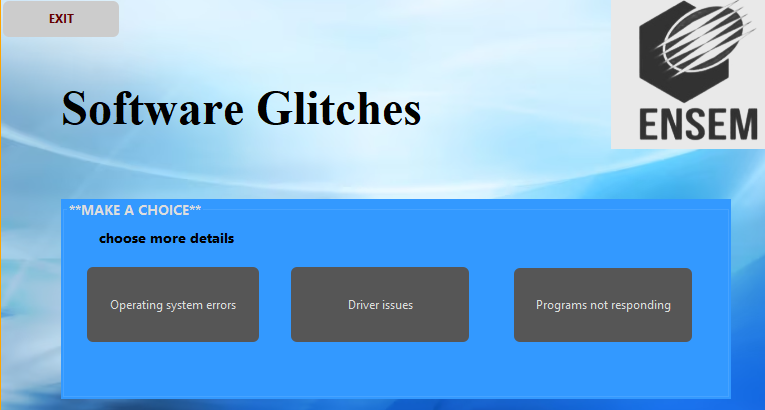 EXIT
ENSEM
Software Glitches
**MAKE A CHOICE**
choose more details
Operating system errors
Driver issues
Programs not responding